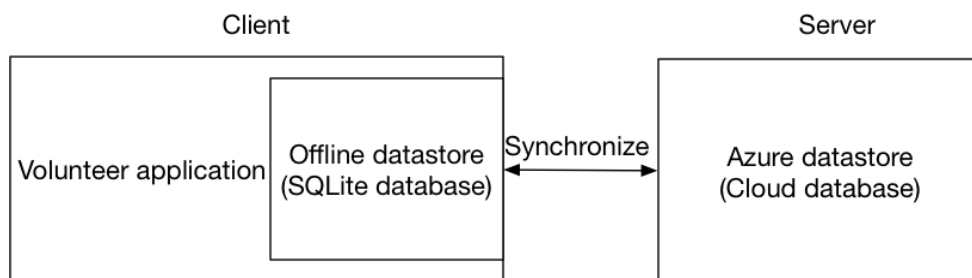 Client
Server
Volunteer application
Offline datastore
(SQLite database)
Synchronize
Azure datastore
(Cloud database)